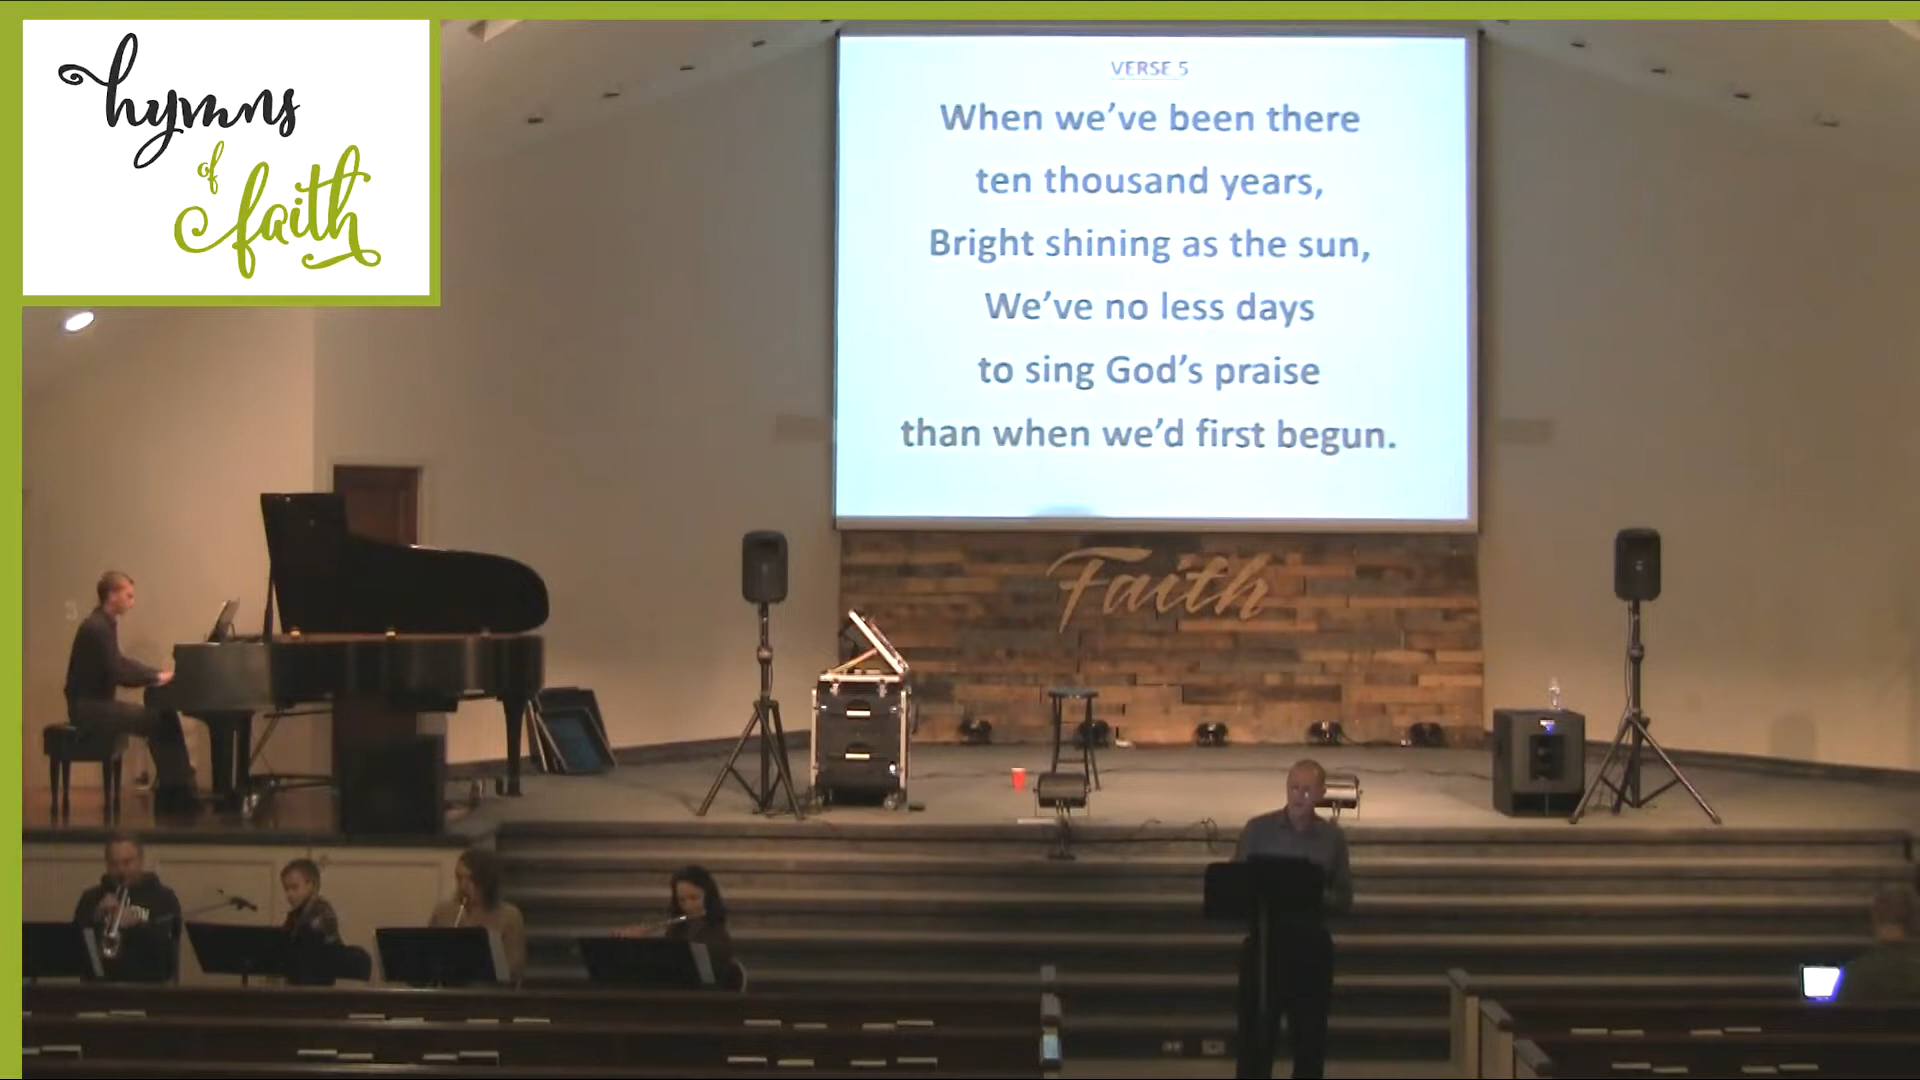 hymns
of
faith
VERSE 5
When we've been there
ten thousand years,
Bright shining as the sun,
We've no less days
to sing God's praise
than when we'd first begun.
Faith